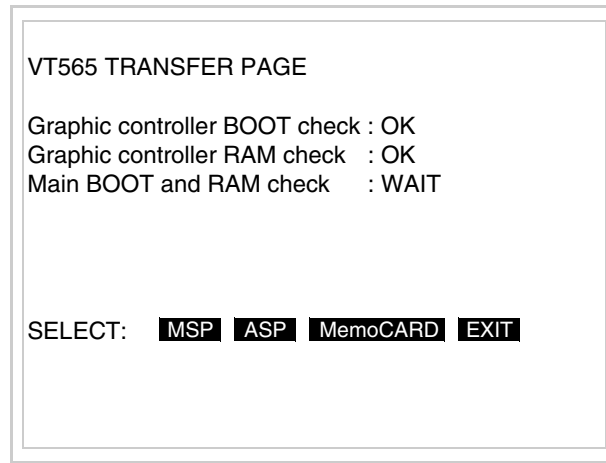 VT565 TRANSFER PAGE
Graphic controller BOOT check : OK
Graphic controller RAM check : OK
Main BOOT and RAM check : WAIT
SELECT: MSP ASP MemoCARD EXIT